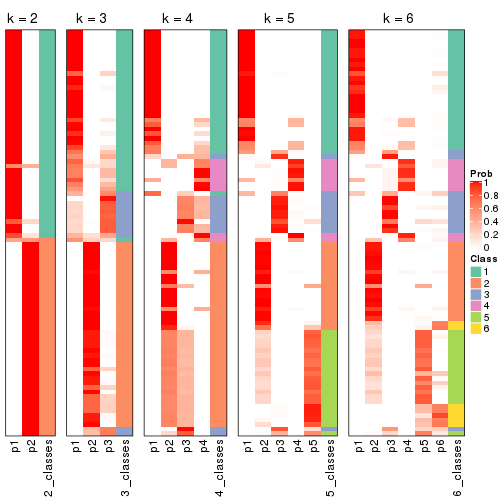 k = 2
k = 3
k = 4
k = 5
k = 6
p1
p2
2_classes
p1
p2
p3
3_classes
p1
p2
p3
p4
4_classes
p1
p2
p3
p4
p5
5_classes
p1
p2
p3
p4
p5
p6
6_classes
Prob
1
0.8
0.6
0.4
0.2
0
Class
1
2
3
4
5
6